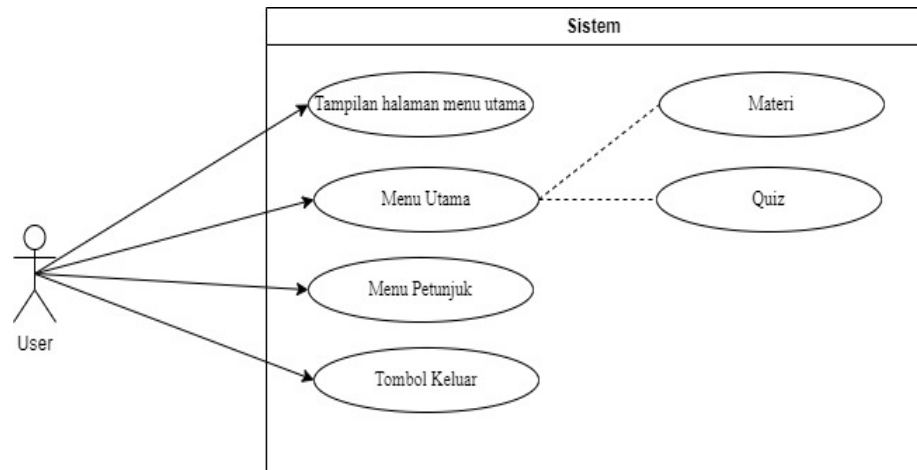 Sistem
Tampilan halaman menu utama
Materi
Menu Utama
Quiz
Menu Petunjuk
User
Tombol Keluar